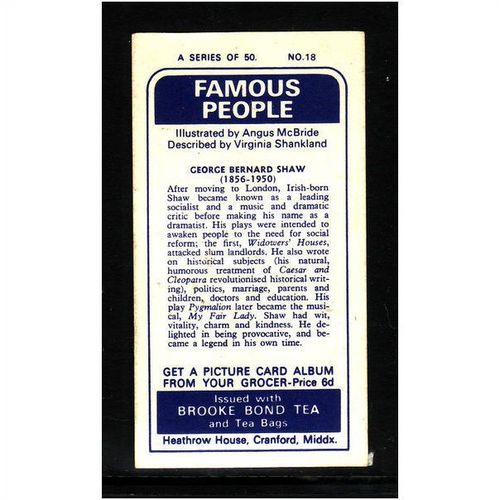 A SERIES OF 50. NO.18
FAMOUS
PEOPLE
Illustrated by Angus McBride
Described by Virginia Shankland
GEORGE BERNARD SHAW
(1856-1950)
After moving to London, Irish-born
Shaw became known as a leading
socialist and a music and dramatic
critic before making his name as a
dramatist. His plays were intended to
awaken people to the need for social
reform; the first, Widowers' Houses,
attacked slum landlords. He also wrote
on historical subjects (his natural,
humorous treatment of Caesar and
Cleopatra revolutionised historical writ-
ing), politics, marriage, parents and
children, doctors and education. His
play Pygmalion later became the musi-
cal, My Fair Lady. Shaw had wit,
vitality, charm and kindness. He de-
lighted in being provocative, and be-
came a legend in his own time.
GET A PICTURE CARD ALBUM
FROM YOUR GROCER-Price 6d
Issued with
BROOKE BOND TEA
and Tea Bags
Heathrow House, Cranford, Middx.